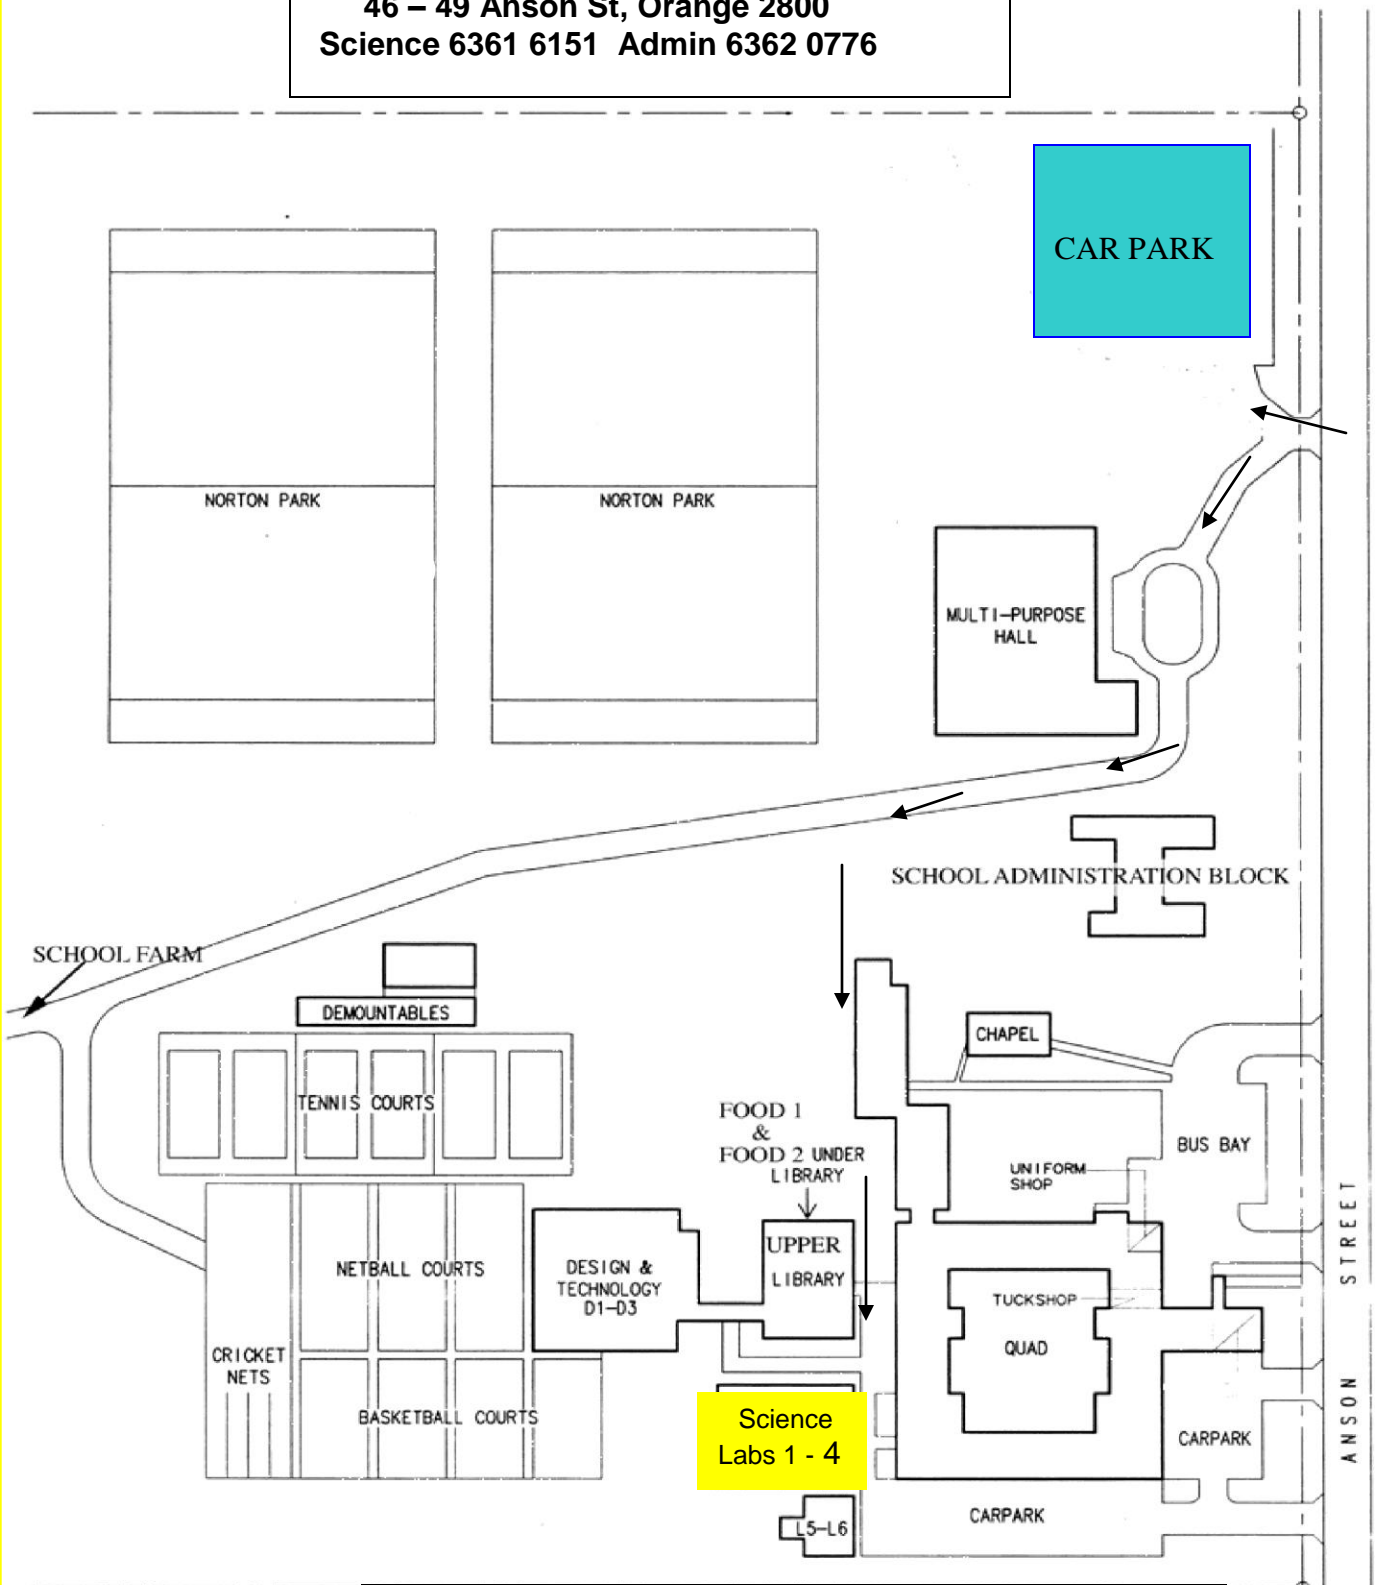 46 – 49 Anson St, Orange 2800
Science 6361 6151 Admin 6362 0776
CAR PARK
NORTON PARK
NORTON PARK
MULTI-PURPOSE
HALL
SCHOOL ADMINISTRATION BLOCK
SCHOOL FARM
DEMOUNTABLES
CHAPEL
TENNIS COURTS
FOOD 1
&
FOOD 2 UNDER
LIBRARY
BUS BAY
UNIFORM
SHOP
UPPER
LIBRARY
DESIGN &
TECHNOLOGY
D1-D3
NETBALL COURTS
TUCKSHOP
QUAD
CRICKET
NETS
BASKETBALL COURTS
Science
Labs 1 - 4
CARPARK
L5-L6
CARPARK
ANSON STREET